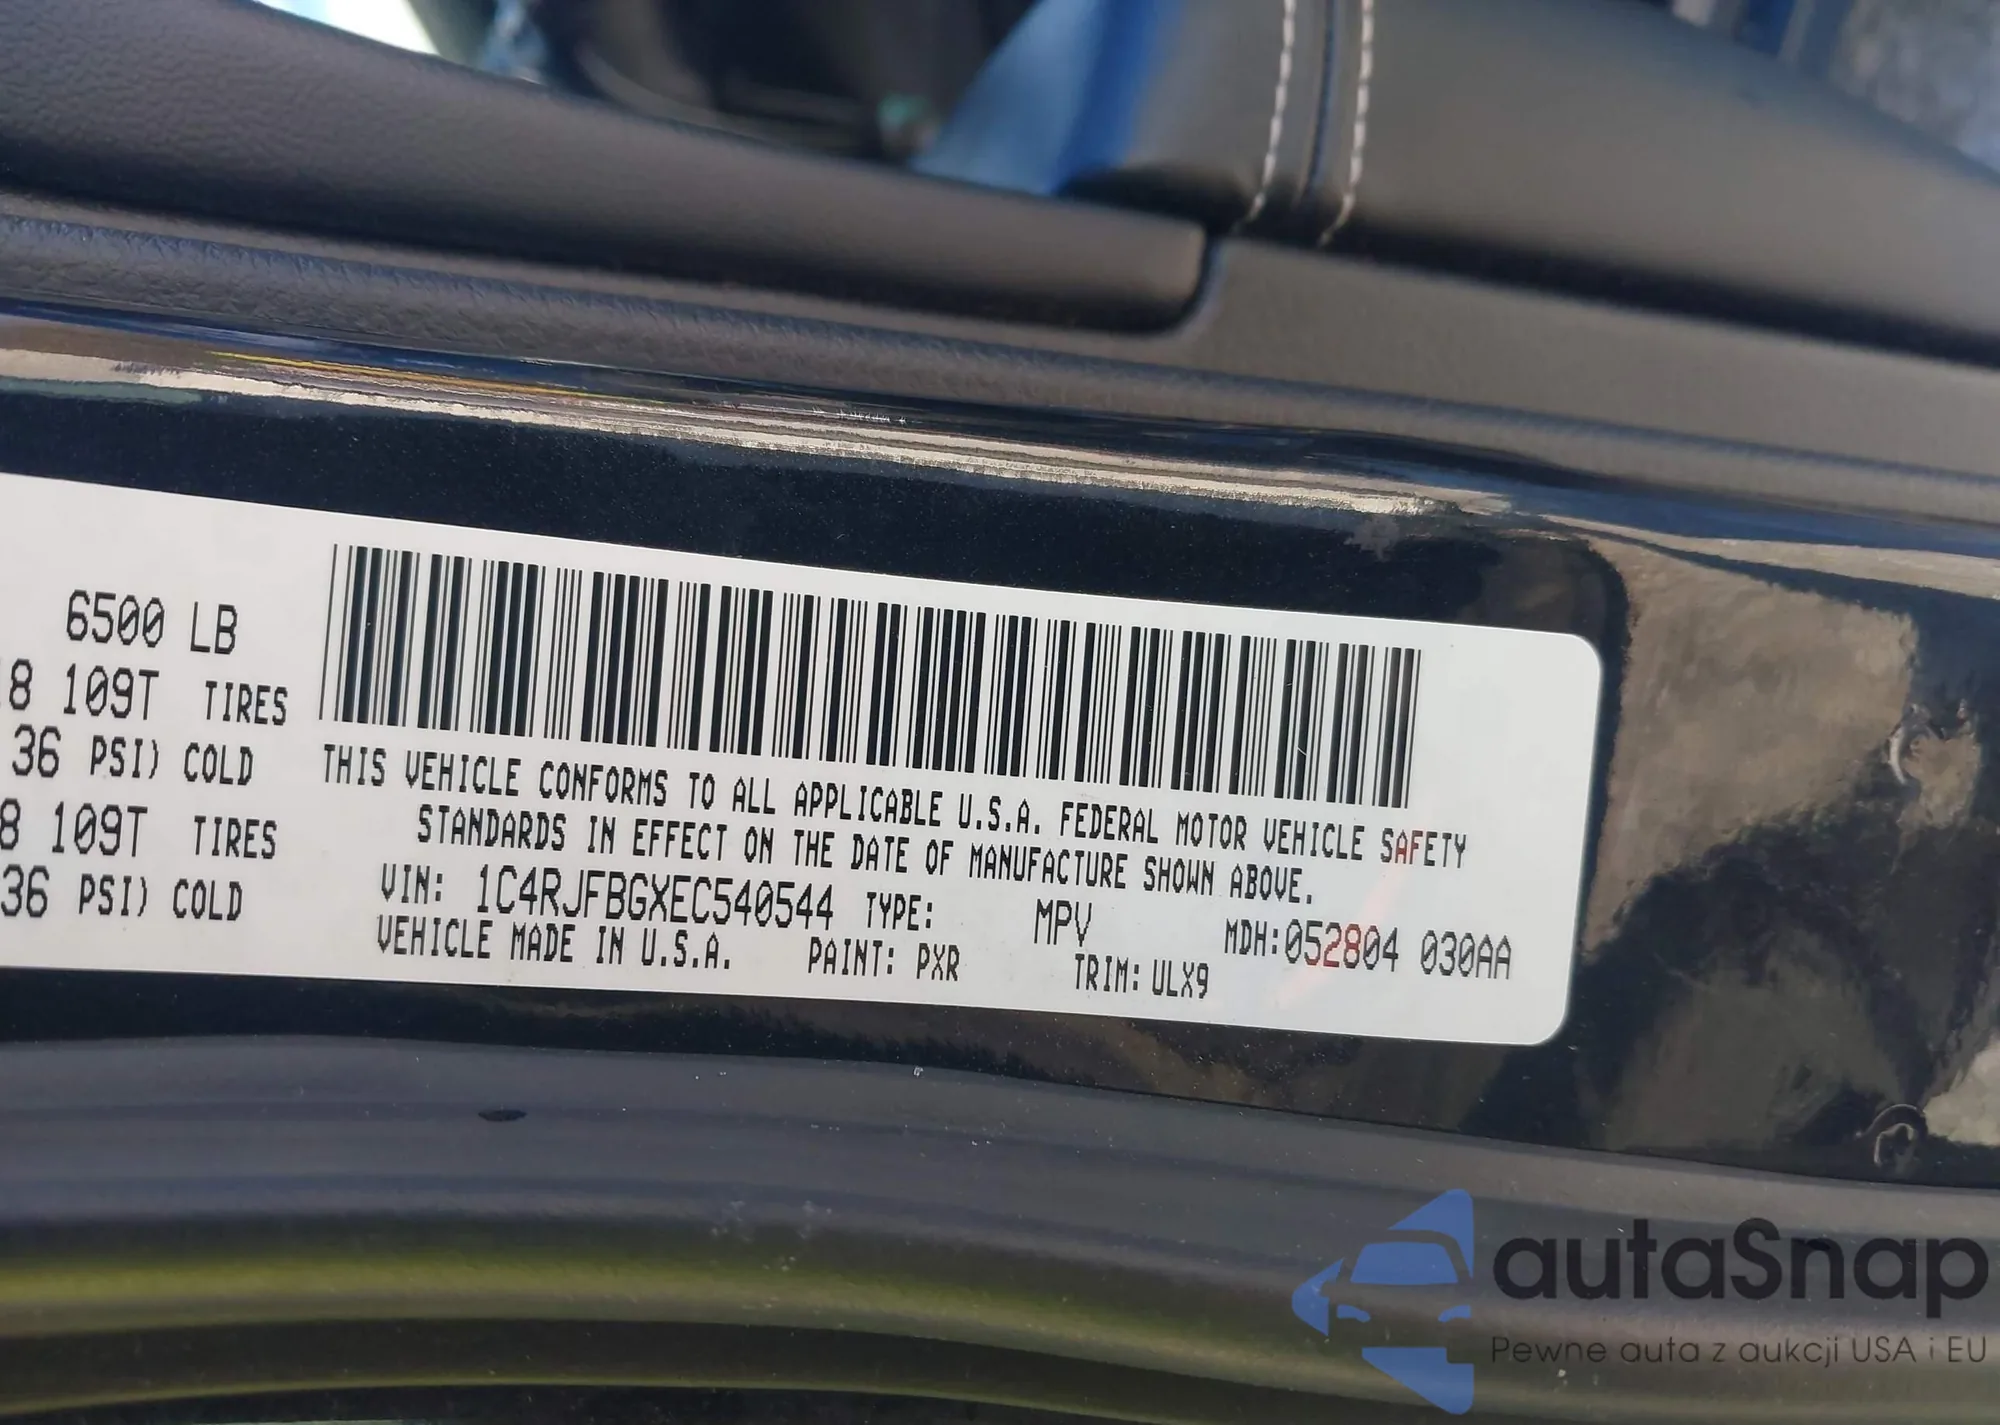 6500 LB
8 109T TIRES
36 PSI) COLD
8 109T TIRES
36 PSI) COLD
THIS VEHICLE CONFORMS TO ALL APPLICABLE U.S.A. FEDERAL MOTOR VEHICLE SAFETY
STANDARDS IN EFFECT ON THE DATE OF MANUFACTURE SHOWN ABOVE.
VIN: 1C4RJFBGXEC540544 TYPE: MPV MDH:052804 030AA
VEHICLE MADE IN U.S.A. PAINT: PXR TRIM: ULX9
autaSnap
Pewne auta z aukcji USA i EU